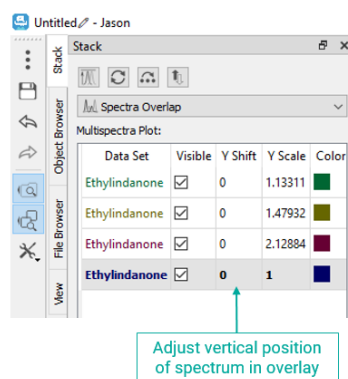 Untitled - Jason
Stack
Stack
Object Browser
File Browser
View
Spectra Overlap
Multispectra Plot:
Data Set Visible Y Shift Y Scale Color
Ethylindanone 0 1.13311
Ethylindanone 0 1.47932
Ethylindanone 0 2.12884
Ethylindanone 0 1
Adjust vertical position
of spectrum in overlay